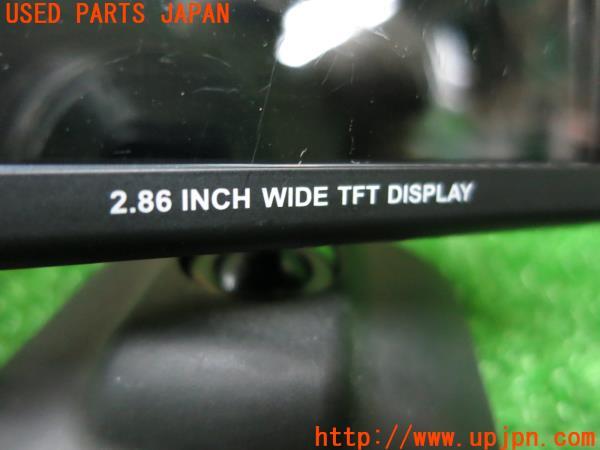 USED PARTS JAPAN
2.86 INCH WIDE TFT DISPLAY
http://www.upjpn.com